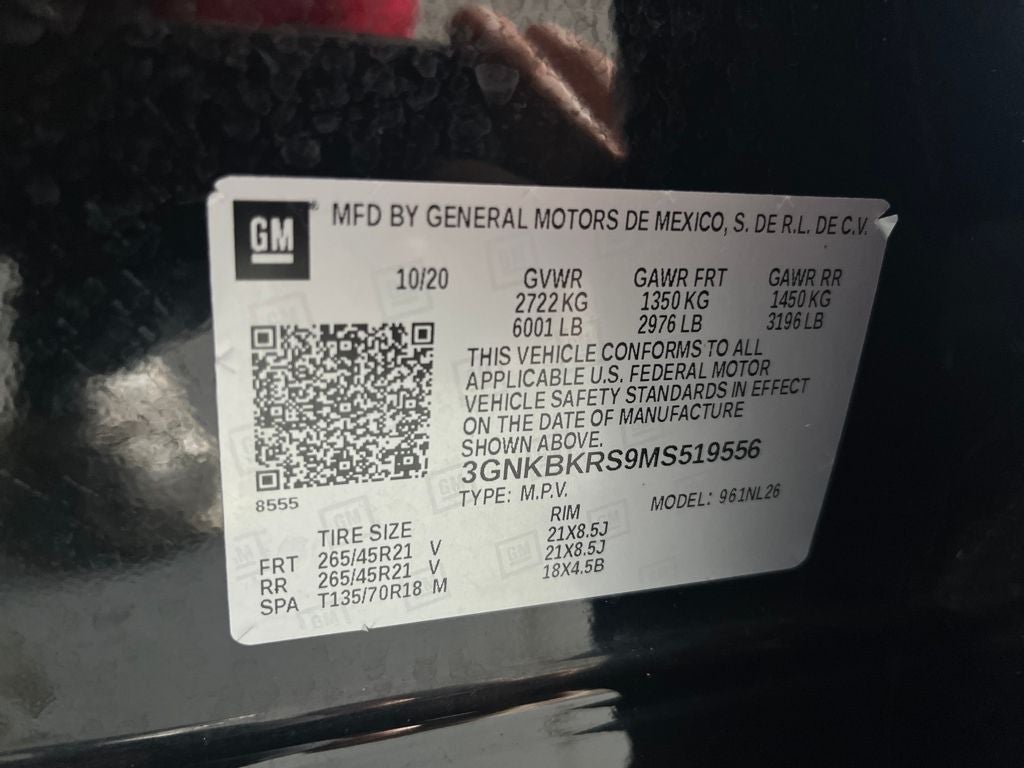 GM
MFD BY GENERAL MOTORS DE MEXICO, S. DE R.L. DE C.V.
10/20 GVWR GAWR FRT GAWR RR
2722 KG 1350 KG 1450 KG
6001 LB 2976 LB 3196 LB
THIS VEHICLE CONFORMS TO ALL
APPLICABLE U.S. FEDERAL MOTOR
VEHICLE SAFETY STANDARDS IN EFFECT
ON THE DATE OF MANUFACTURE
SHOWN ABOVE.
3GNKBKRS9MS519556
8555
TYPE: M.P.V. MODEL: 961NL26
TIRE SIZE RIM
FRT 265/45R21 V 21X8.5J
RR 265/45R21 V 21X8.5J
SPA T135/70R18 M 18X4.5B